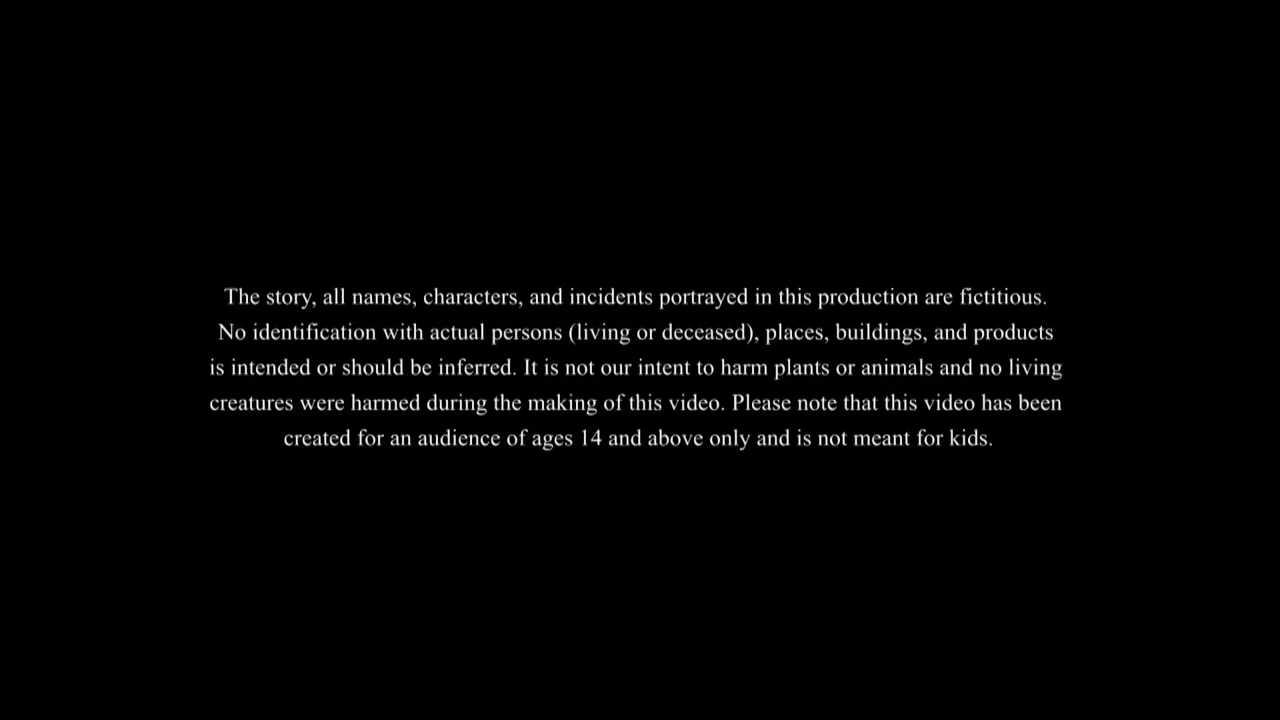 The story, all names, characters, and incidents portrayed in this production are fictitious.
No identification with actual persons (living or deceased), places, buildings, and products
is intended or should be inferred. It is not our intent to harm plants or animals and no living
creatures were harmed during the making of this video. Please note that this video has been
created for an audience of ages 14 and above only and is not meant for kids.